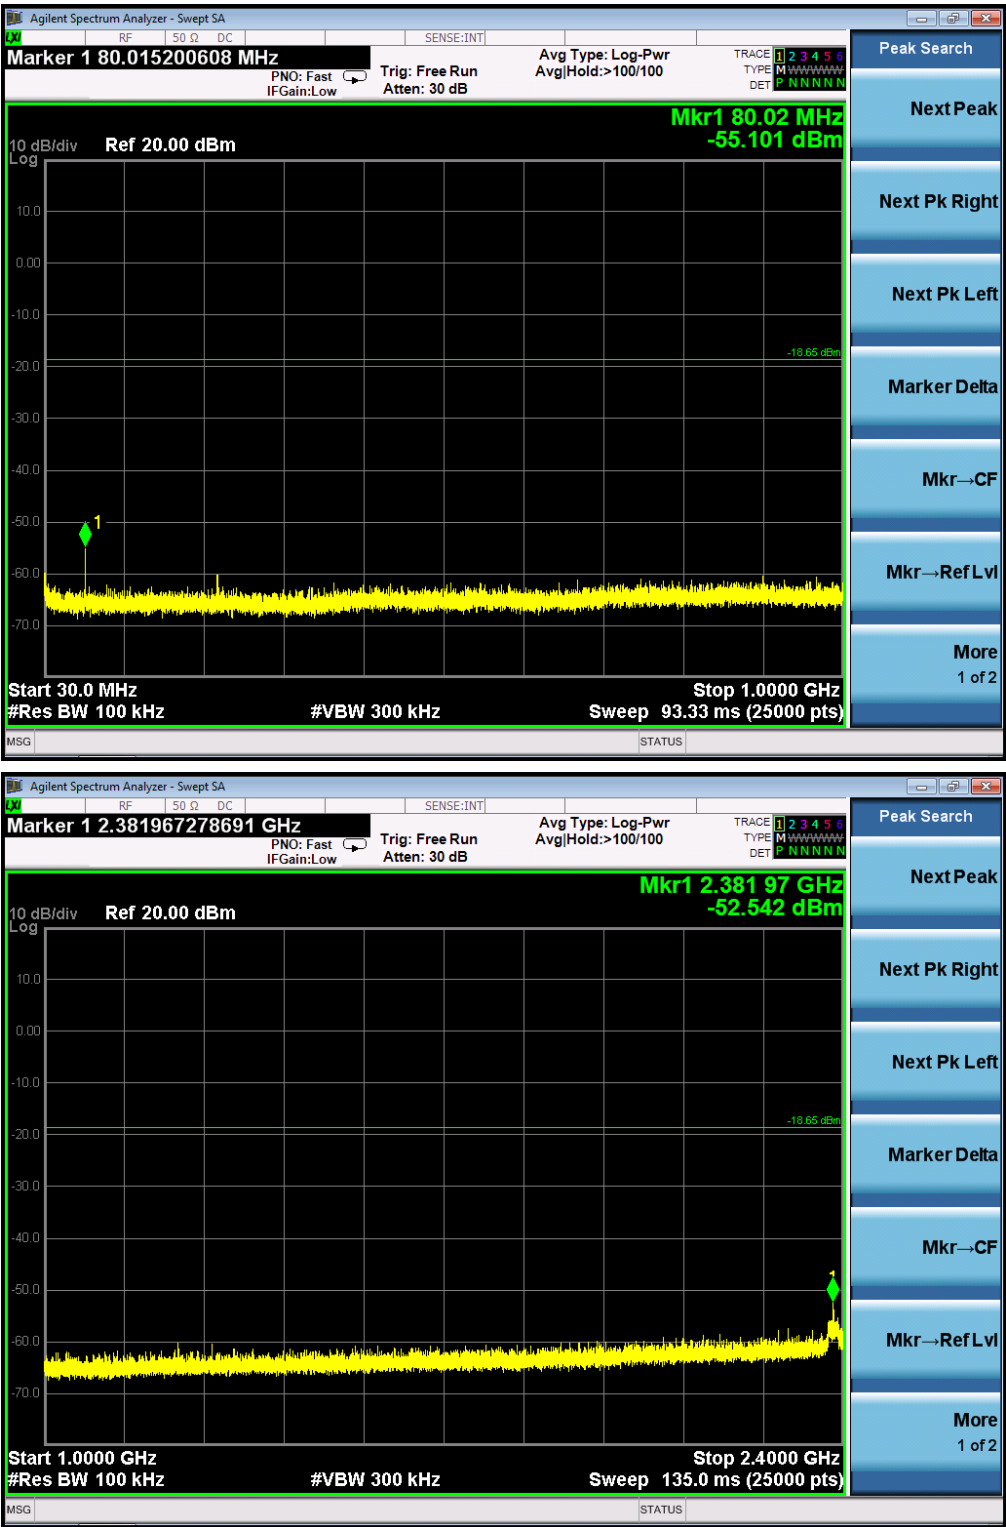 Agilent Spectrum Analyzer - Swept SA
LXI RF 50 Ω DC SENSE:INT
Marker 1 80.015200608 MHz
PNO: Fast
IFGain:Low
Trig: Free Run
Atten: 30 dB
Avg Type: Log-Pwr
Avg|Hold:>100/100
TRACE 1 2 3 4 5 6
TYPE M WWWWW
DET P N N N N N
Mkr1 80.02 MHz
-55.101 dBm
10 dB/div Ref 20.00 dBm
Log
10.0
0.00
-10.0
-18.65 dBm
-20.0
-30.0
-40.0
-50.0
1
-60.0
-70.0
Start 30.0 MHz Stop 1.0000 GHz
#Res BW 100 kHz #VBW 300 kHz Sweep 93.33 ms (25000 pts)
MSG STATUS
Peak Search
Next Peak
Next Pk Right
Next Pk Left
Marker Delta
Mkr→CF
Mkr→Ref Lvl
More
1 of 2
Agilent Spectrum Analyzer - Swept SA
LXI RF 50 Ω DC SENSE:INT
Marker 1 2.381967278691 GHz
PNO: Fast
IFGain:Low
Trig: Free Run
Atten: 30 dB
Avg Type: Log-Pwr
Avg|Hold:>100/100
TRACE 1 2 3 4 5 6
TYPE M WWWWW
DET P N N N N N
Mkr1 2.381 97 GHz
-52.542 dBm
10 dB/div Ref 20.00 dBm
Log
10.0
0.00
-10.0
-18.65 dBm
-20.0
-30.0
-40.0
-50.0
1
-60.0
-70.0
Start 1.0000 GHz Stop 2.4000 GHz
#Res BW 100 kHz #VBW 300 kHz Sweep 135.0 ms (25000 pts)
MSG STATUS
Peak Search
Next Peak
Next Pk Right
Next Pk Left
Marker Delta
Mkr→CF
Mkr→Ref Lvl
More
1 of 2